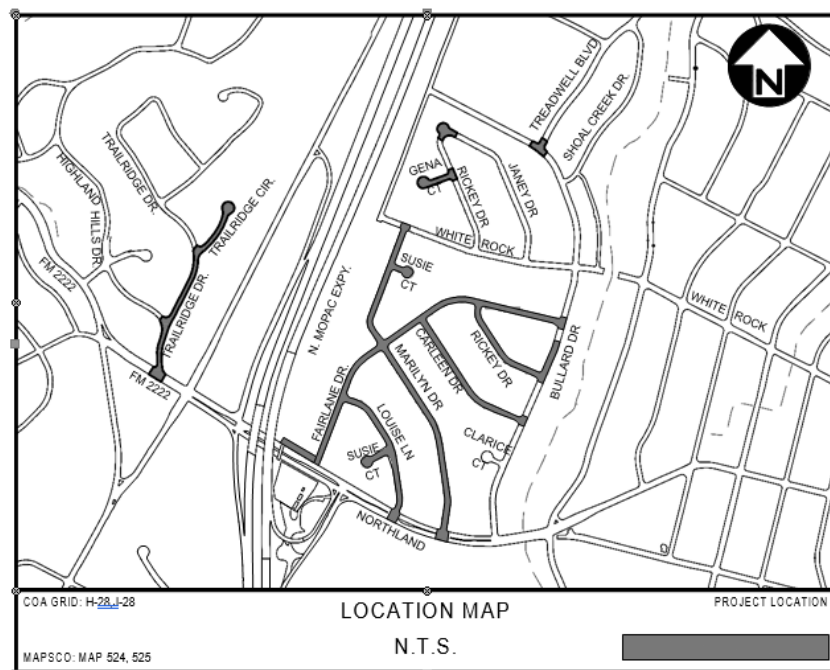 N
TREADWELL BLVD
SHOAL CREEK DR.
TRAILRIDGE DR.
HIGHLAND
HILLS DR.
GENA
CT
RICKEY DR
JANEY DR
TRAILRIDGE CIR.
WHITE ROCK
FM 2222
SUSIE
CT
N. MOPAC EXPY.
TRAILRIDGE DR.
WHITE ROCK
CARLEEN DR
RICKEY DR
BULLARD DR
MARILYN DR
FAIRLANE DR.
FM 2222
LOUISE LN
CLARICE
CT
SUSIE
CT
NORTHLAND
COA GRID: H-28,J-28
LOCATION MAP
PROJECT LOCATION
N.T.S.
MAPSCO: MAP 524, 525